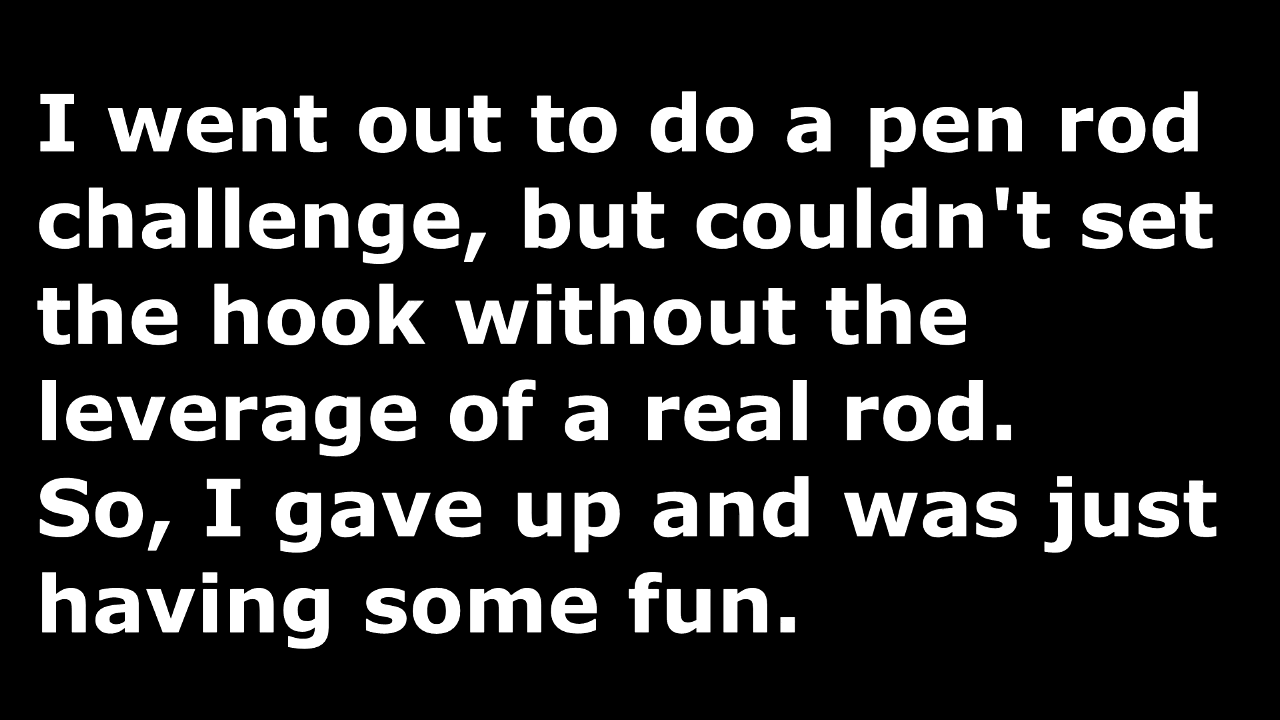 I went out to do a pen rod
challenge, but couldn't set
the hook without the
leverage of a real rod.
So, I gave up and was just
having some fun.